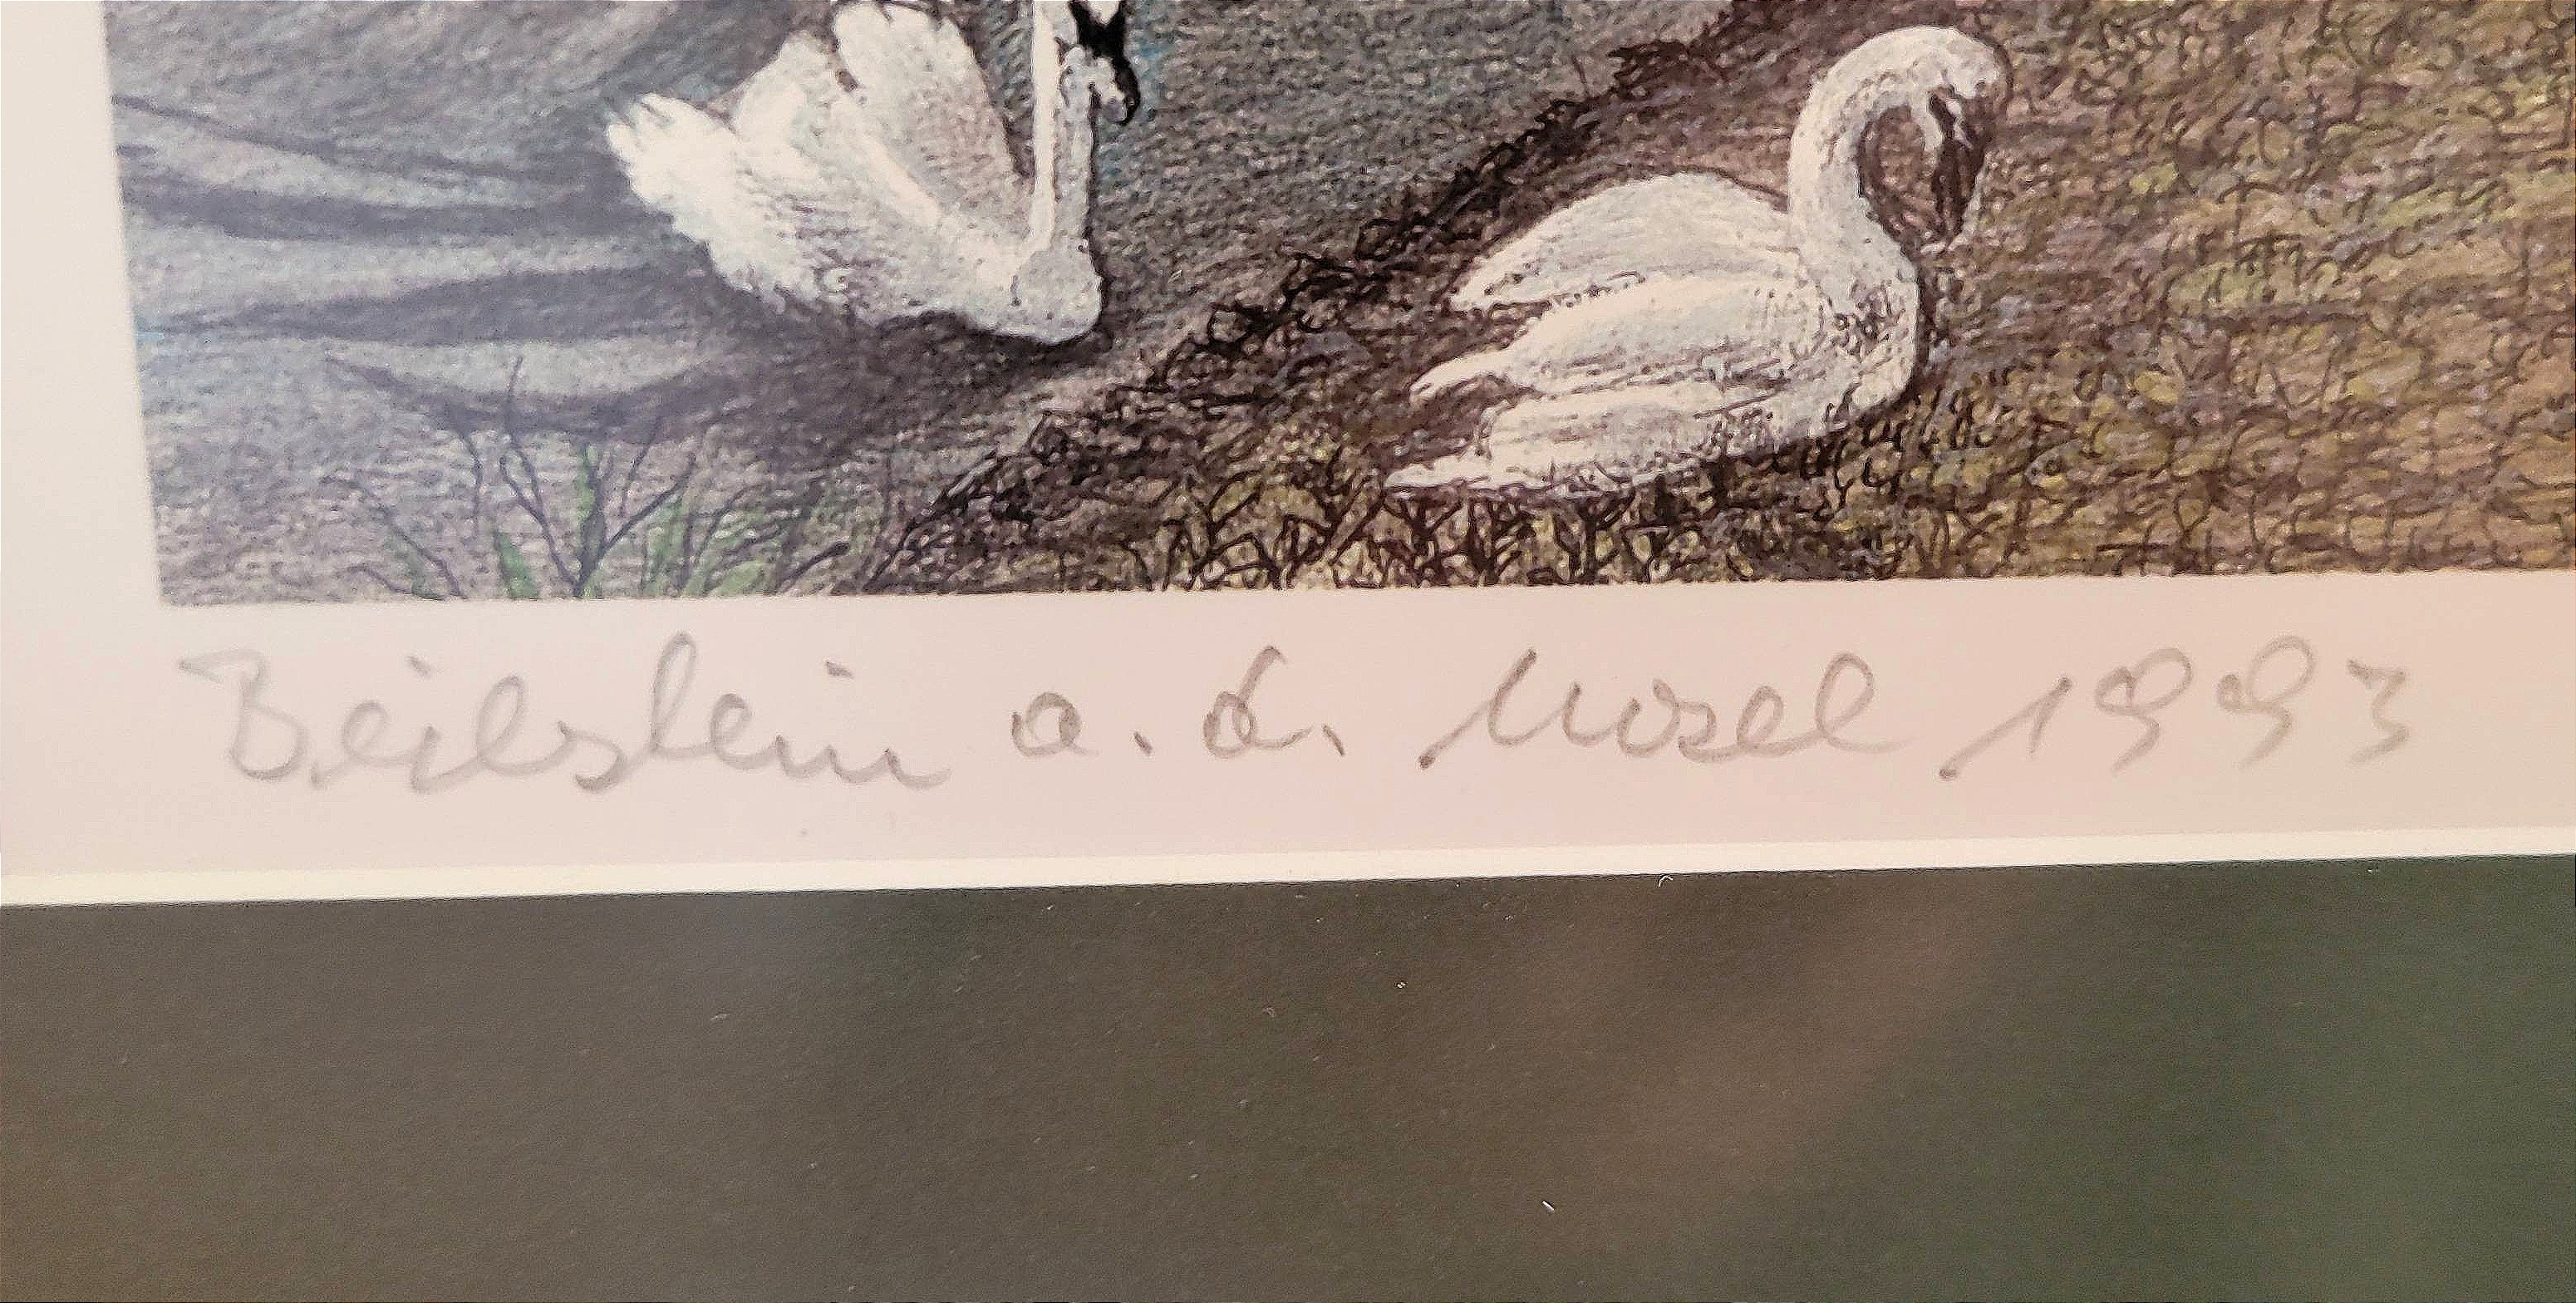 Beilstein a. d. Mosel 1993